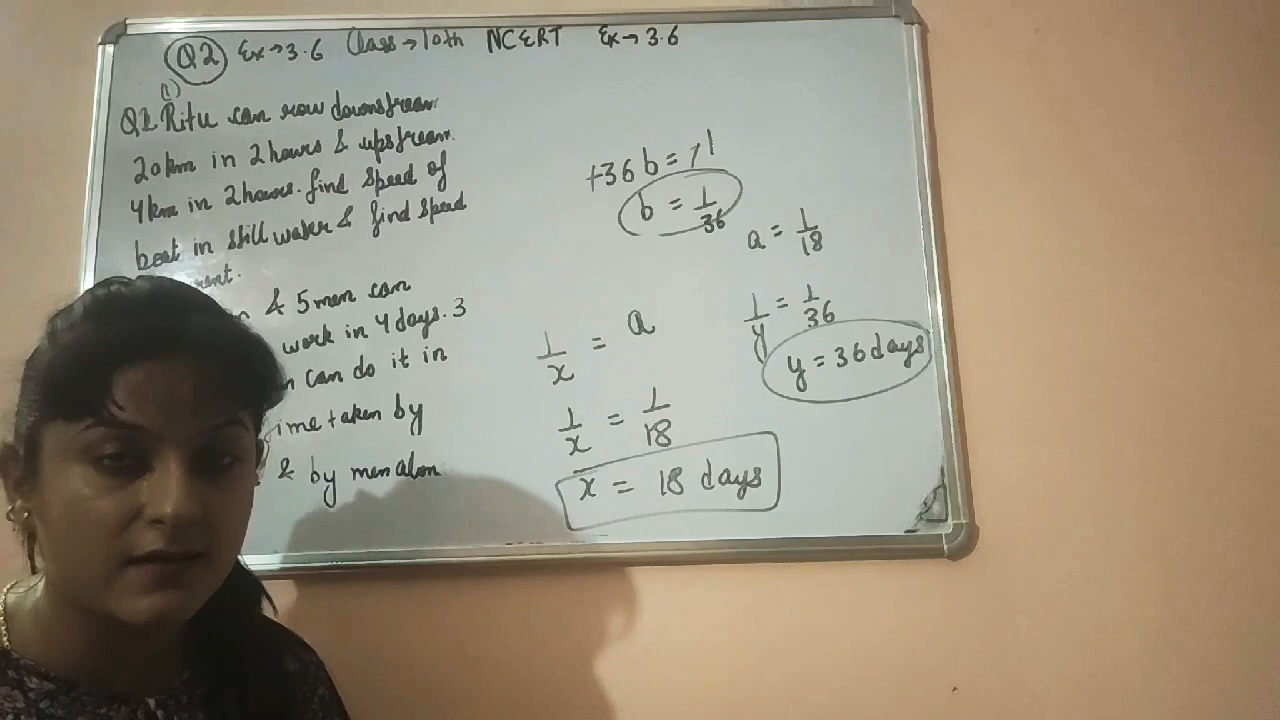 Q2 Ex→3.6 Class→10th NCERT Ex→3.6
(1)
Q2 Ritu can row downstream
20km in 2hours & upstream
4km in 2hours. find speed of
boat in still water & find speed
& 5 men can
work in 4 days. 3
can do it in
ime taken by
& by men alon
+36b = 1
b = 1/36
a = 1/18
1/x = a
1/x = 1/18
x = 18 days
1/y = 1/36
y = 36 days